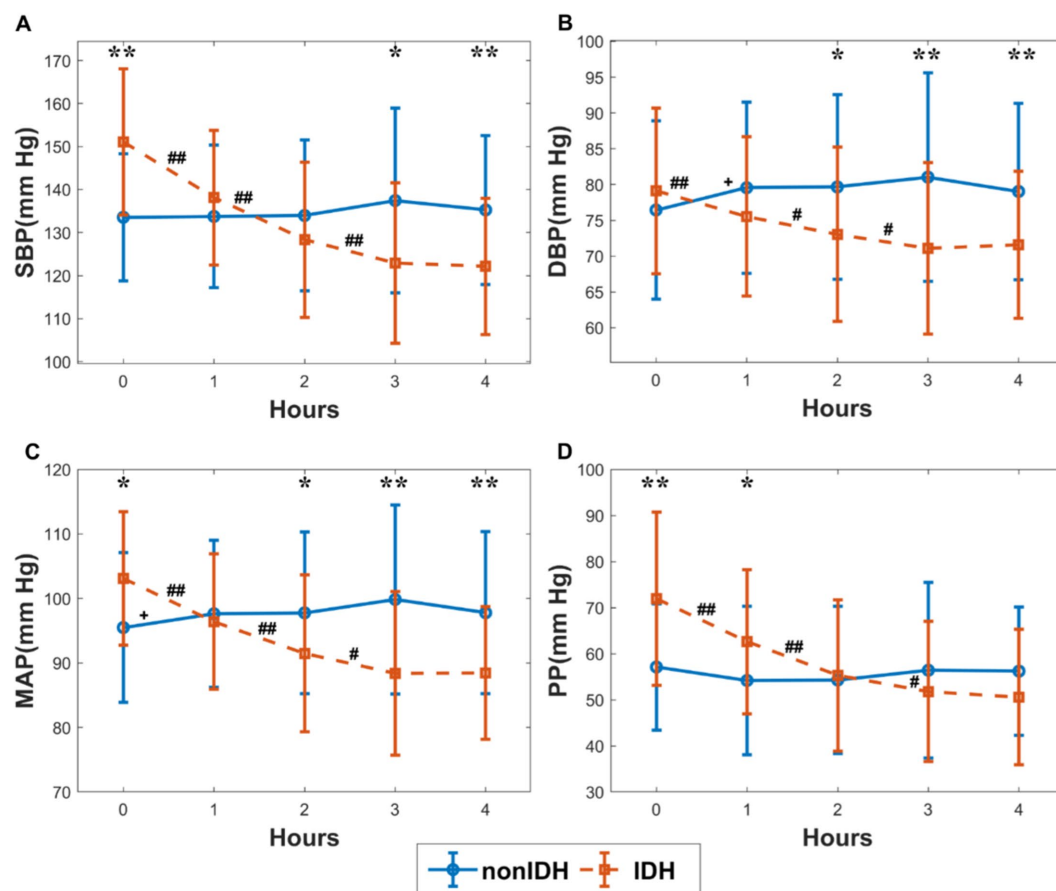 A
** * **
170
160
150
140
130
120
110
100
SBP(mm Hg)
##
##
##
0 1 2 3 4
Hours
B
* ** **
100
95
90
85
80
75
70
65
60
DBP(mm Hg)
## +
#
#
0 1 2 3 4
Hours
C
* * ** **
120
110
100
90
80
70
MAP(mm Hg)
##
+
##
#
0 1 2 3 4
Hours
D
** *
100
90
80
70
60
50
40
30
PP(mm Hg)
##
##
#
0 1 2 3 4
Hours
nonIDH IDH